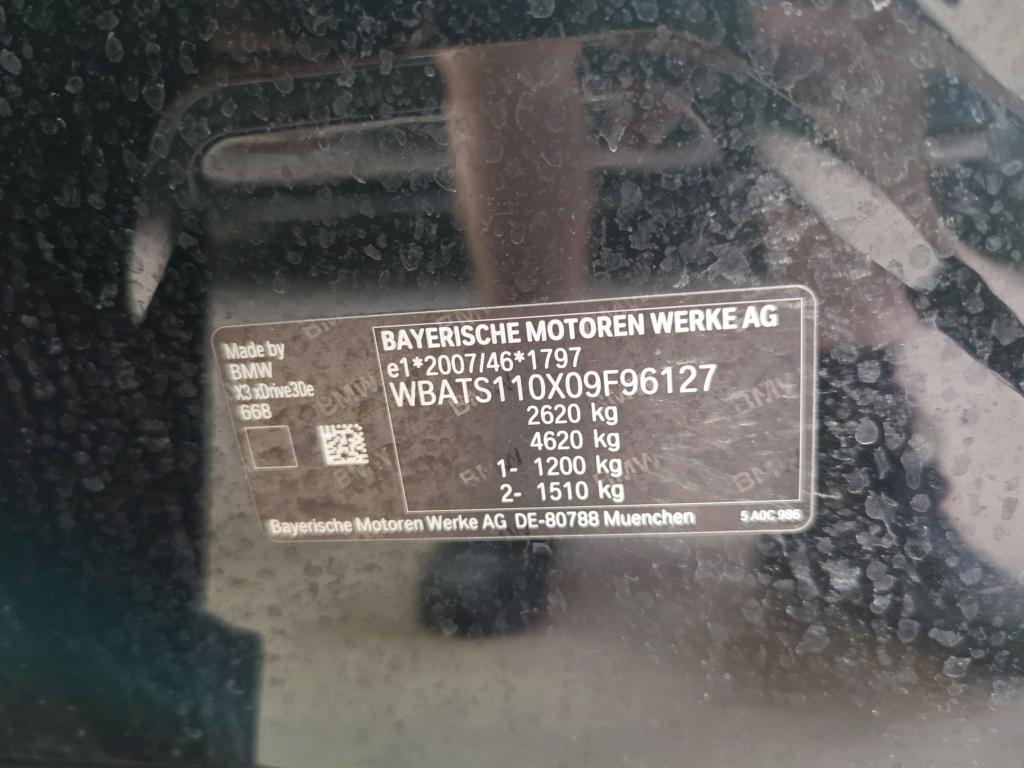 Made by
BMW
X3 xDrive30e
668
BAYERISCHE MOTOREN WERKE AG
e1*2007/46*1797
WBATS110X09F96127
2620 kg
4620 kg
1- 1200 kg
2- 1510 kg
Bayerische Motoren Werke AG DE-80788 Muenchen
5 A0C 986